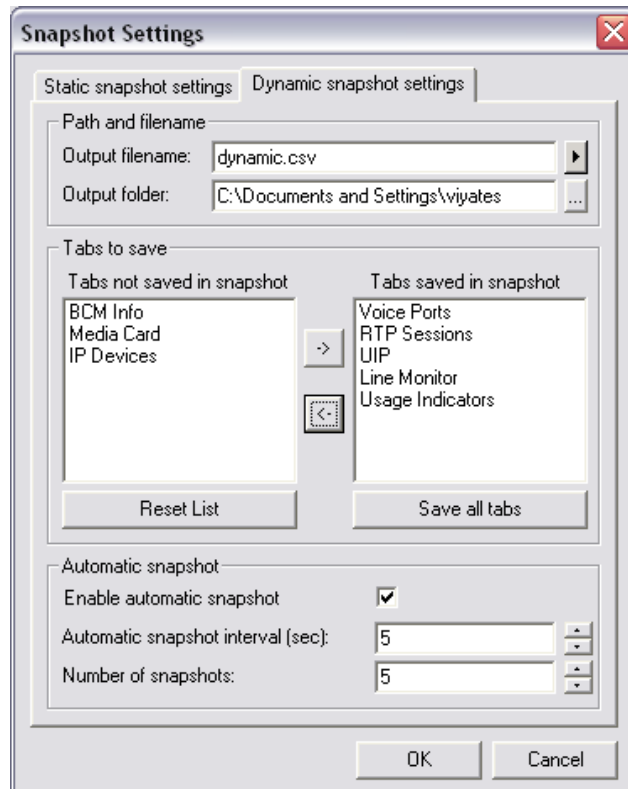 Snapshot Settings
Static snapshot settings
Dynamic snapshot settings
Path and filename
Output filename:
dynamic.csv
Output folder:
C:\Documents and Settings\viyates
...
Tabs to save
Tabs not saved in snapshot
BCM Info
Media Card
IP Devices
->
<-
Tabs saved in snapshot
Voice Ports
RTP Sessions
UIP
Line Monitor
Usage Indicators
Reset List
Save all tabs
Automatic snapshot
Enable automatic snapshot
Automatic snapshot interval (sec):
5
Number of snapshots:
5
OK
Cancel